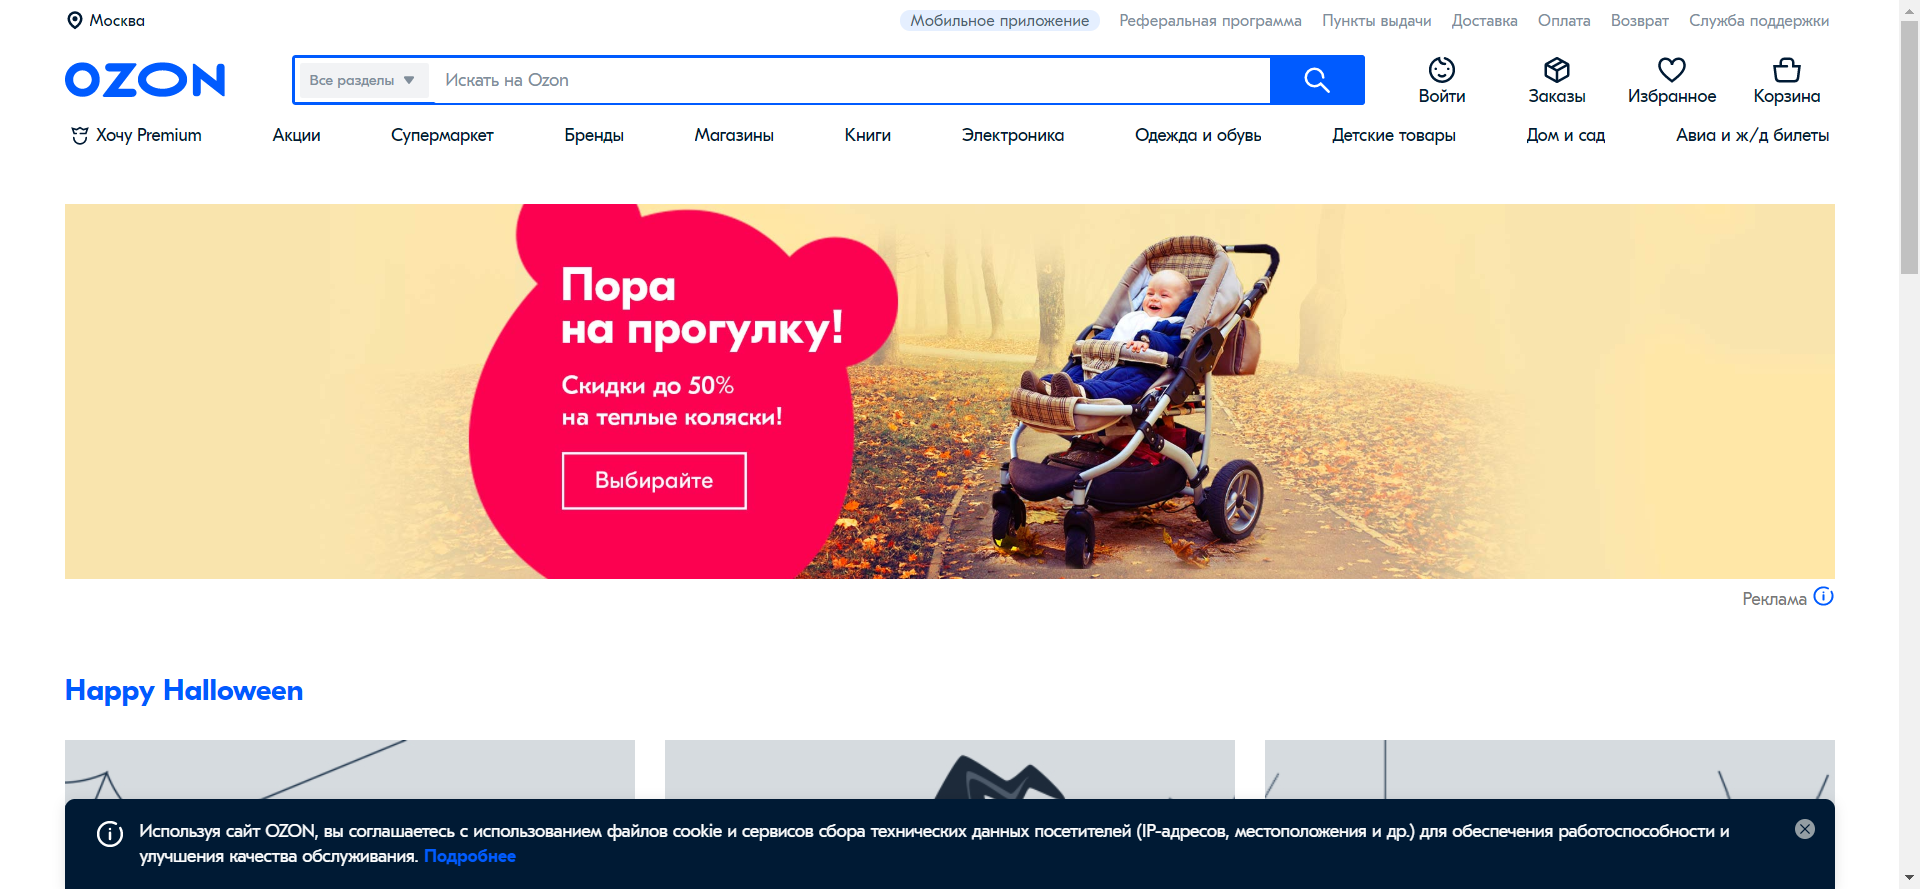 Москва
Мобильное приложение Реферальная программа Пункты выдачи Доставка Оплата Возврат Служба поддержки
OZON
Все разделы Искать на Ozon
Войти Заказы Избранное Корзина
Хочу Premium Акции Супермаркет Бренды Магазины Книги Электроника Одежда и обувь Детские товары Дом и сад Авиа и ж/д билеты
Пора
на прогулку!
Скидки до 50%
на теплые коляски!
Выбирайте
Реклама
Happy Halloween
Используя сайт OZON, вы соглашаетесь с использованием файлов cookie и сервисов сбора технических данных посетителей (IP-адресов, местоположения и др.) для обеспечения работоспособности и
улучшения качества обслуживания. Подробнее